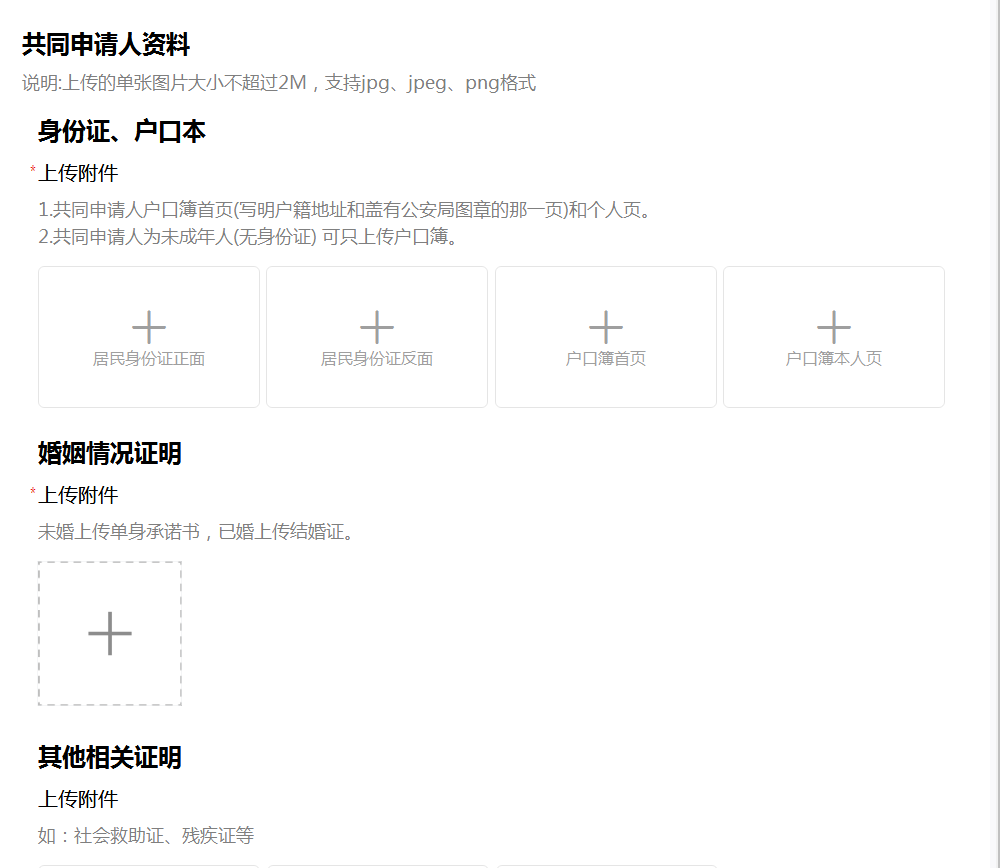 共同申请人资料
说明:上传的单张图片大小不超过2M，支持jpg、jpeg、png格式
身份证、户口本
*上传附件
1.共同申请人户口簿首页(写明户籍地址和盖有公安局图章的那一页)和个人页。
2.共同申请人为未成年人(无身份证) 可只上传户口簿。
居民身份证正面
居民身份证反面
户口簿首页
户口簿本人页
婚姻情况证明
*上传附件
未婚上传单身承诺书，已婚上传结婚证。
其他相关证明
上传附件
如：社会救助证、残疾证等